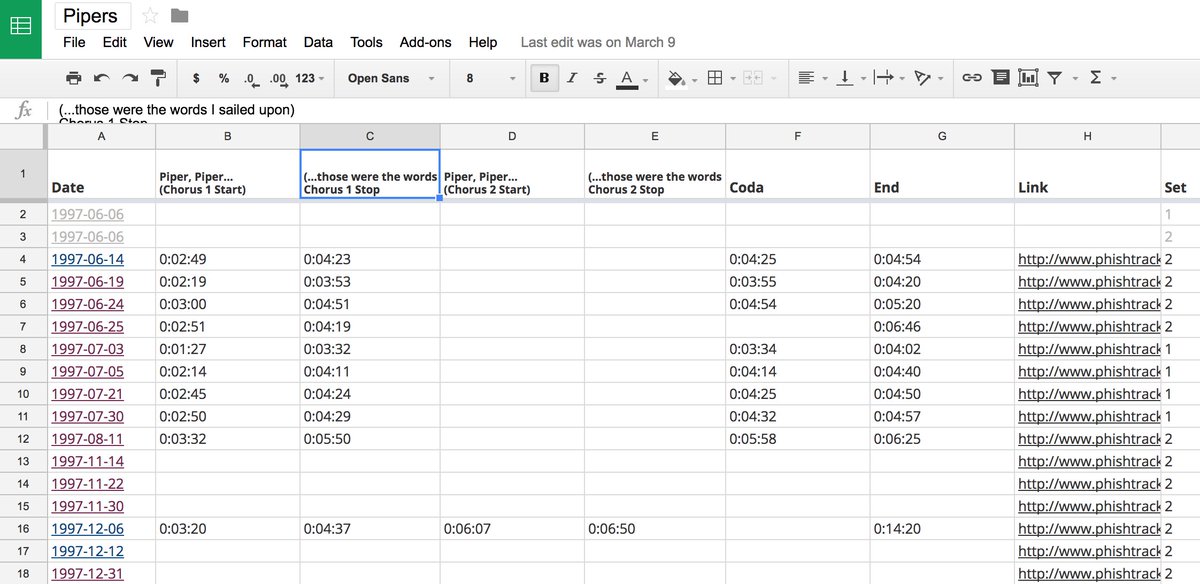 Pipers
File Edit View Insert Format Data Tools Add-ons Help Last edit was on March 9
$ % .0 .00 123 Open Sans 8 B I S A Σ
fx (...those were the words I sailed upon)
Chorus 1 Stop
A B C D E F G H
1 Date Piper, Piper... (Chorus 1 Start) (...those were the words Chorus 1 Stop Piper, Piper... (Chorus 2 Start) (...those were the words Chorus 2 Stop Coda End Link Set
2 1997-06-06 1
3 1997-06-06 2
4 1997-06-14 0:02:49 0:04:23 0:04:25 0:04:54 http://www.phishtrack 2
5 1997-06-19 0:02:19 0:03:53 0:03:55 0:04:20 http://www.phishtrack 2
6 1997-06-24 0:03:00 0:04:51 0:04:54 0:05:20 http://www.phishtrack 2
7 1997-06-25 0:02:51 0:04:19 0:06:46 http://www.phishtrack 2
8 1997-07-03 0:01:27 0:03:32 0:03:34 0:04:02 http://www.phishtrack 1
9 1997-07-05 0:02:14 0:04:11 0:04:14 0:04:40 http://www.phishtrack 1
10 1997-07-21 0:02:45 0:04:24 0:04:25 0:04:50 http://www.phishtrack 1
11 1997-07-30 0:02:50 0:04:29 0:04:32 0:04:57 http://www.phishtrack 1
12 1997-08-11 0:03:32 0:05:50 0:05:58 0:06:25 http://www.phishtrack 2
13 1997-11-14 http://www.phishtrack 2
14 1997-11-22 http://www.phishtrack 2
15 1997-11-30 http://www.phishtrack 2
16 1997-12-06 0:03:20 0:04:37 0:06:07 0:06:50 0:14:20 http://www.phishtrack 2
17 1997-12-12 http://www.phishtrack 2
18 1997-12-31 http://www.phishtrack 2